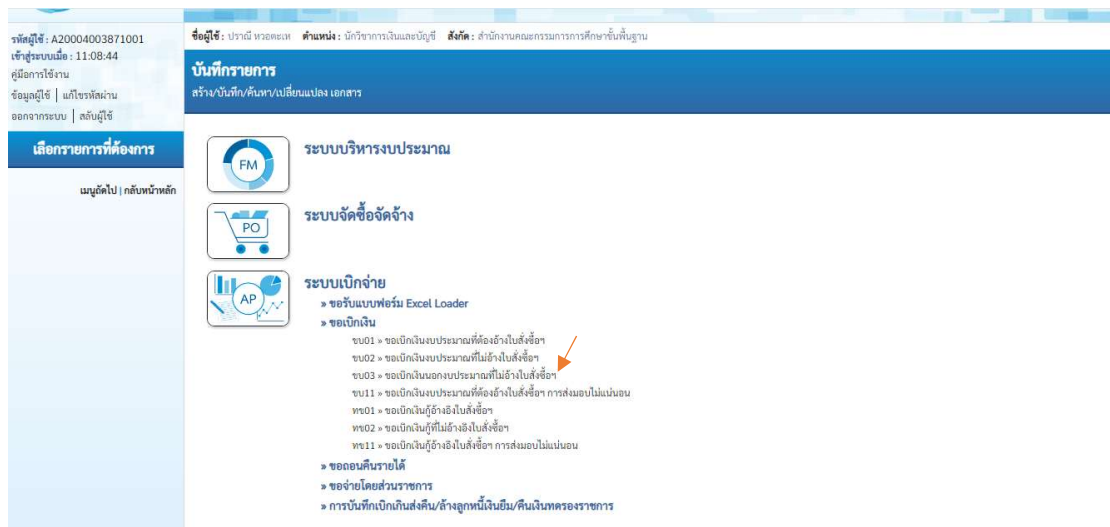 รหัสผู้ใช้ : A20004003871001
เข้าสู่ระบบเมื่อ : 11:08:44
คู่มือการใช้งาน
ข้อมูลผู้ใช้ | แก้ไขรหัสผ่าน
ออกจากระบบ | สลับผู้ใช้
เลือกรายการที่ต้องการ
เมนูถัดไป | กลับหน้าหลัก
ชื่อผู้ใช้ : ปราณี หวอตะเห ตำแหน่ง : นักวิชาการเงินและบัญชี สังกัด : สำนักงานคณะกรรมการการศึกษาขั้นพื้นฐาน
บันทึกรายการ
สร้าง/บันทึก/ค้นหา/เปลี่ยนแปลง เอกสาร
FM
ระบบบริหารงบประมาณ
PO
ระบบจัดซื้อจัดจ้าง
AP
ระบบเบิกจ่าย
» ขอรับแบบฟอร์ม Excel Loader
» ขอเบิกเงิน
ขบ01 » ขอเบิกเงินงบประมาณที่ต้องอ้างใบสั่งซื้อฯ
ขบ02 » ขอเบิกเงินงบประมาณที่ไม่อ้างใบสั่งซื้อฯ
ขบ03 » ขอเบิกเงินนอกงบประมาณที่ไม่อ้างใบสั่งซื้อฯ
ขบ11 » ขอเบิกเงินงบประมาณที่ต้องอ้างใบสั่งซื้อฯ การส่งมอบไม่แน่นอน
ทข01 » ขอเบิกเงินกู้อ้างอิงใบสั่งซื้อฯ
ทข02 » ขอเบิกเงินกู้ที่ไม่อ้างอิงใบสั่งซื้อฯ
ทข11 » ขอเบิกเงินกู้อ้างอิงใบสั่งซื้อฯ การส่งมอบไม่แน่นอน
» ขอถอนคืนรายได้
» ขอจ่ายโดยส่วนราชการ
» การบันทึกเบิกเกินส่งคืน/ล้างลูกหนี้เงินยืม/คืนเงินทดรองราชการ